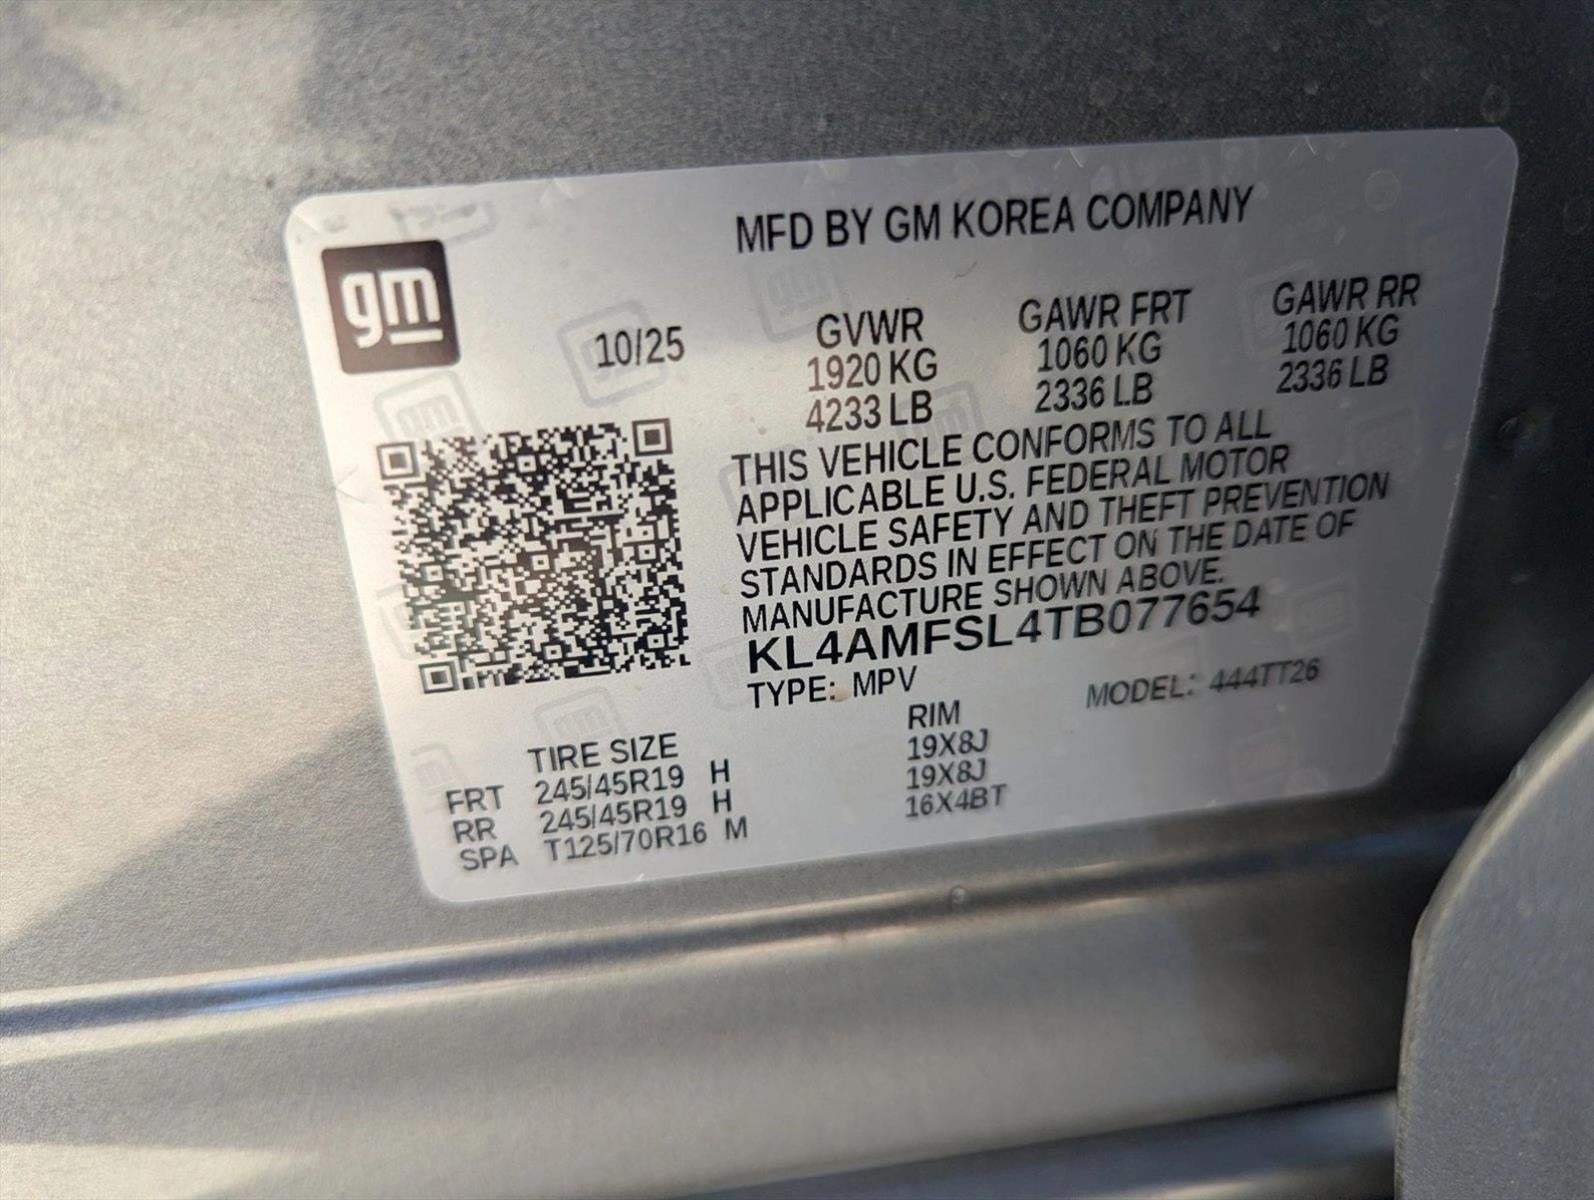 MFD BY GM KOREA COMPANY
gm
10/25
GVWR GAWR FRT GAWR RR
1920 KG 1060 KG 1060 KG
4233 LB 2336 LB 2336 LB
THIS VEHICLE CONFORMS TO ALL
APPLICABLE U.S. FEDERAL MOTOR
VEHICLE SAFETY AND THEFT PREVENTION
STANDARDS IN EFFECT ON THE DATE OF
MANUFACTURE SHOWN ABOVE.
KL4AMFSL4TB077654
TYPE: MPV MODEL: 444TT26
TIRE SIZE RIM
FRT 245/45R19 H 19X8J
RR 245/45R19 H 19X8J
SPA T125/70R16 M 16X4BT